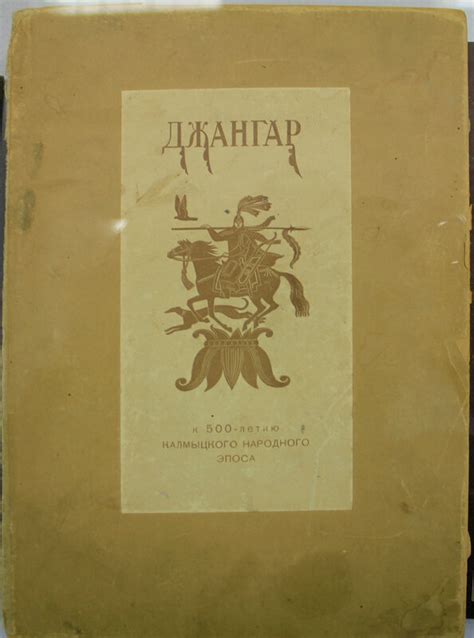 ДЖАНГАР
к 500-летию
КАЛМЫЦКОГО НАРОДНОГО
ЭПОСА